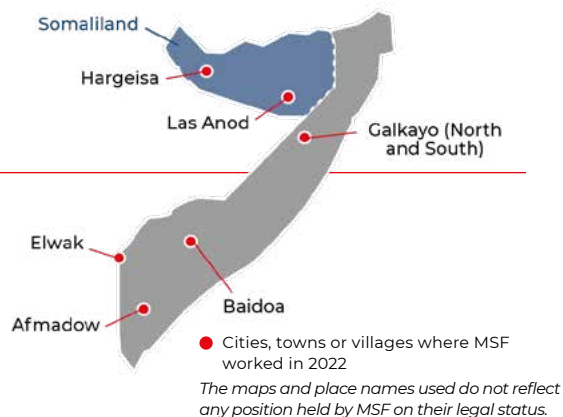 Somaliland
Hargeisa
Las Anod
Galkayo (North
and South)
Elwak
Baidoa
Afmadow
Cities, towns or villages where MSF
worked in 2022
The maps and place names used do not reflect
any position held by MSF on their legal status.